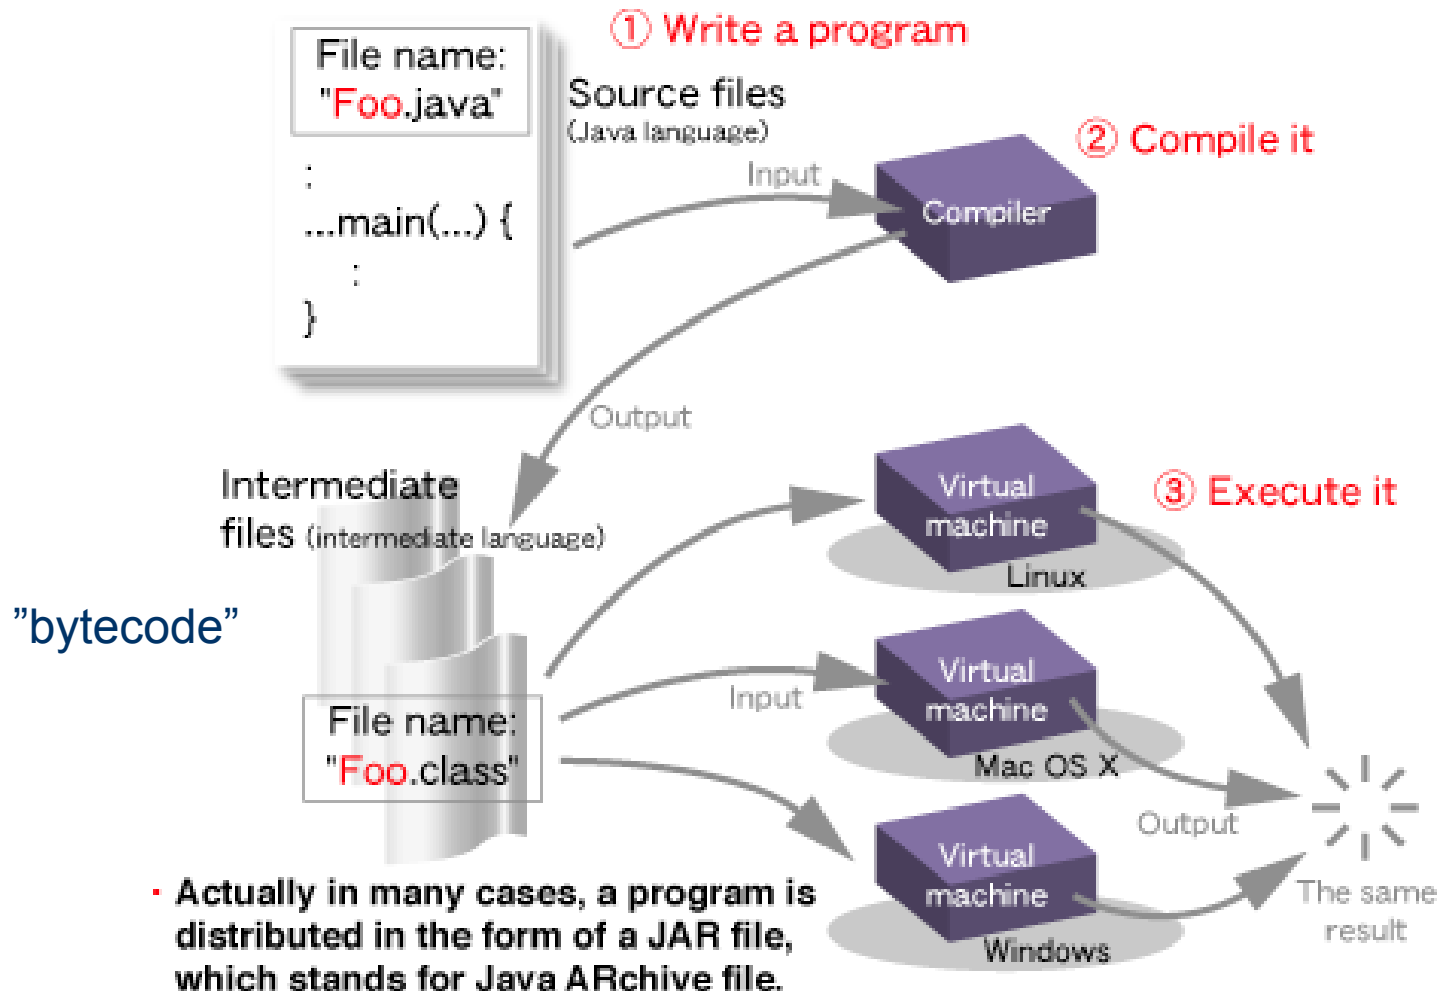 ① Write a program
File name:
"Foo.java"
Source files
(Java language)
:
...main(...) {
:
}
Input
② Compile it
Compiler
Output
Intermediate
files (intermediate language)
”bytecode”
File name:
"Foo.class"
Input
Virtual
machine
Linux
③ Execute it
Virtual
machine
Mac OS X
Virtual
machine
Windows
Output
The same
result
· Actually in many cases, a program is
distributed in the form of a JAR file,
which stands for Java ARchive file.